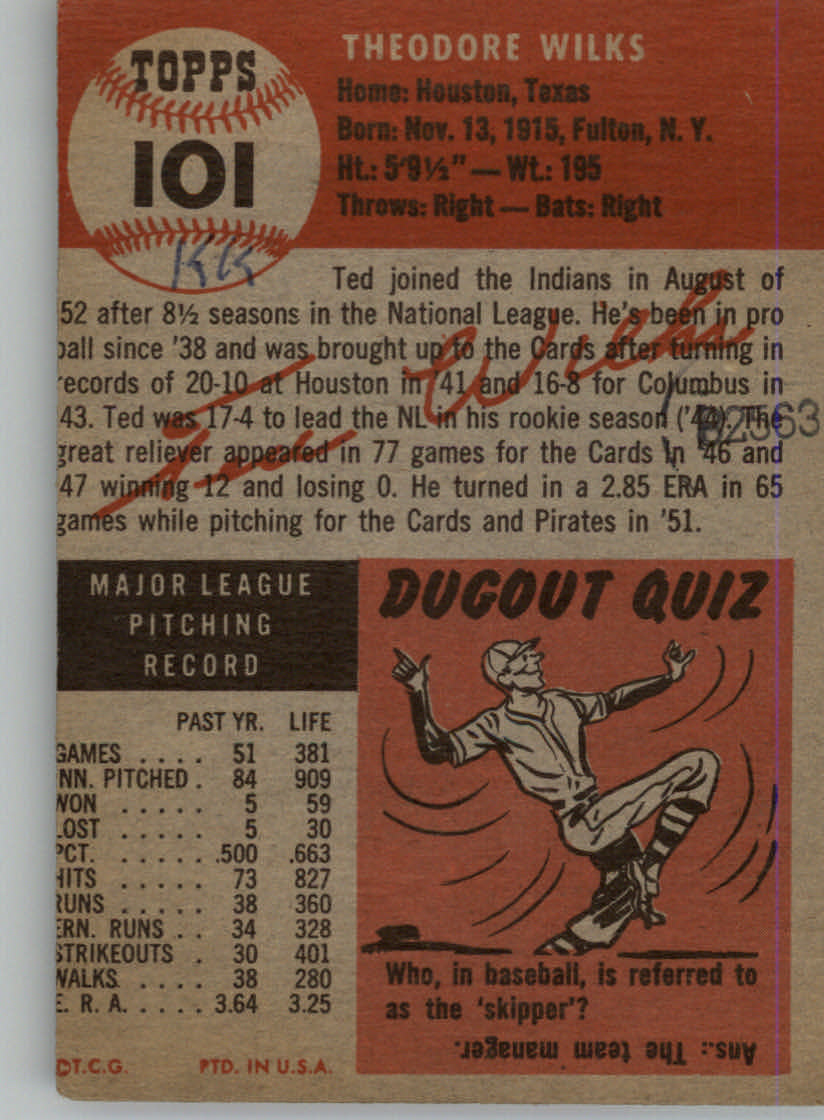 TOPPS
101
THEODORE WILKS
Home: Houston, Texas
Born: Nov. 13, 1915, Fulton, N. Y.
Ht.: 5'9½" — Wt.: 195
Throws: Right — Bats: Right
KK
Ted joined the Indians in August of
52 after 8½ seasons in the National League. He's been in pro
ball since '38 and was brought up to the Cards after turning in
records of 20-10 at Houston in '41 and 16-8 for Columbus in
43. Ted was 17-4 to lead the NL in his rookie season ('44). The
great reliever appeared in 77 games for the Cards in '46 and
47 winning 12 and losing 0. He turned in a 2.85 ERA in 65
games while pitching for the Cards and Pirates in '51.
Ted Wilks
B2563
MAJOR LEAGUE
PITCHING
RECORD
PAST YR. LIFE
GAMES . . . . 51 381
NN. PITCHED . 84 909
WON . . . . . 5 59
LOST . . . . . 5 30
PCT. . . . . . . .500 .663
HITS . . . . . 73 827
RUNS . . . . . 38 360
ERN. RUNS . . 34 328
STRIKEOUTS . 30 401
WALKS . . . . 38 280
E. R. A. . . . . . 3.64 3.25
©T.C.G. PTD. IN U.S.A.
DUGOUT QUIZ
Who, in baseball, is referred to
as the 'skipper'?
Ans.: The team manager.